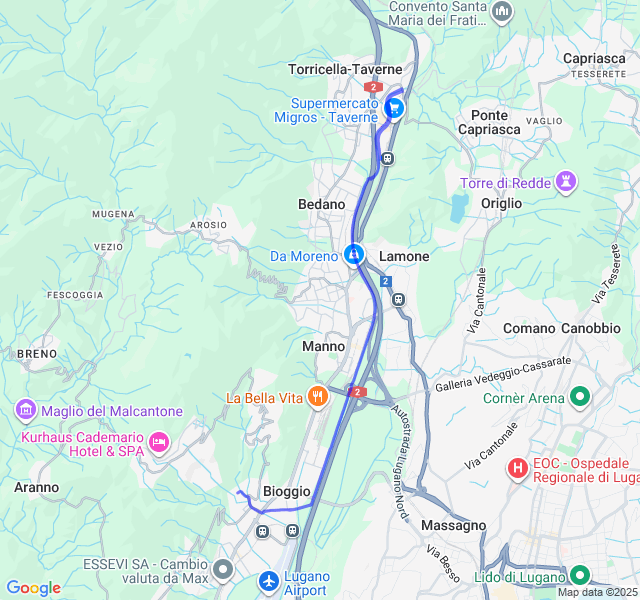 Convento Santa
Maria dei Frati...
Torricella-Taverne
Capriasca
TESSERETE
2
Supermercato
Migros - Taverne
Ponte
Capriasca
VAGLIO
Torre di Redde
Bedano
Origlio
MUGENA
AROSIO
VEZIO
Da Moreno
Lamone
Via Tesserete
2
FESCOGGIA
Via Cantonale
Comano
Canobbio
BRENO
Manno
Galleria Vedeggio-Cassarate
2
La Bella Vita
Cornèr Arena
Maglio del Malcantone
Autostrada Lugano Nord
Kurhaus Cademario
Hotel & SPA
Via Cantonale
EOC - Ospedale
Regionale di Luga
Aranno
Bioggio
Massagno
Via Besso
ESSEVI SA - Cambio
valuta da Max
Lugano
Airport
Lido di Lugano
Google
Map data ©2025